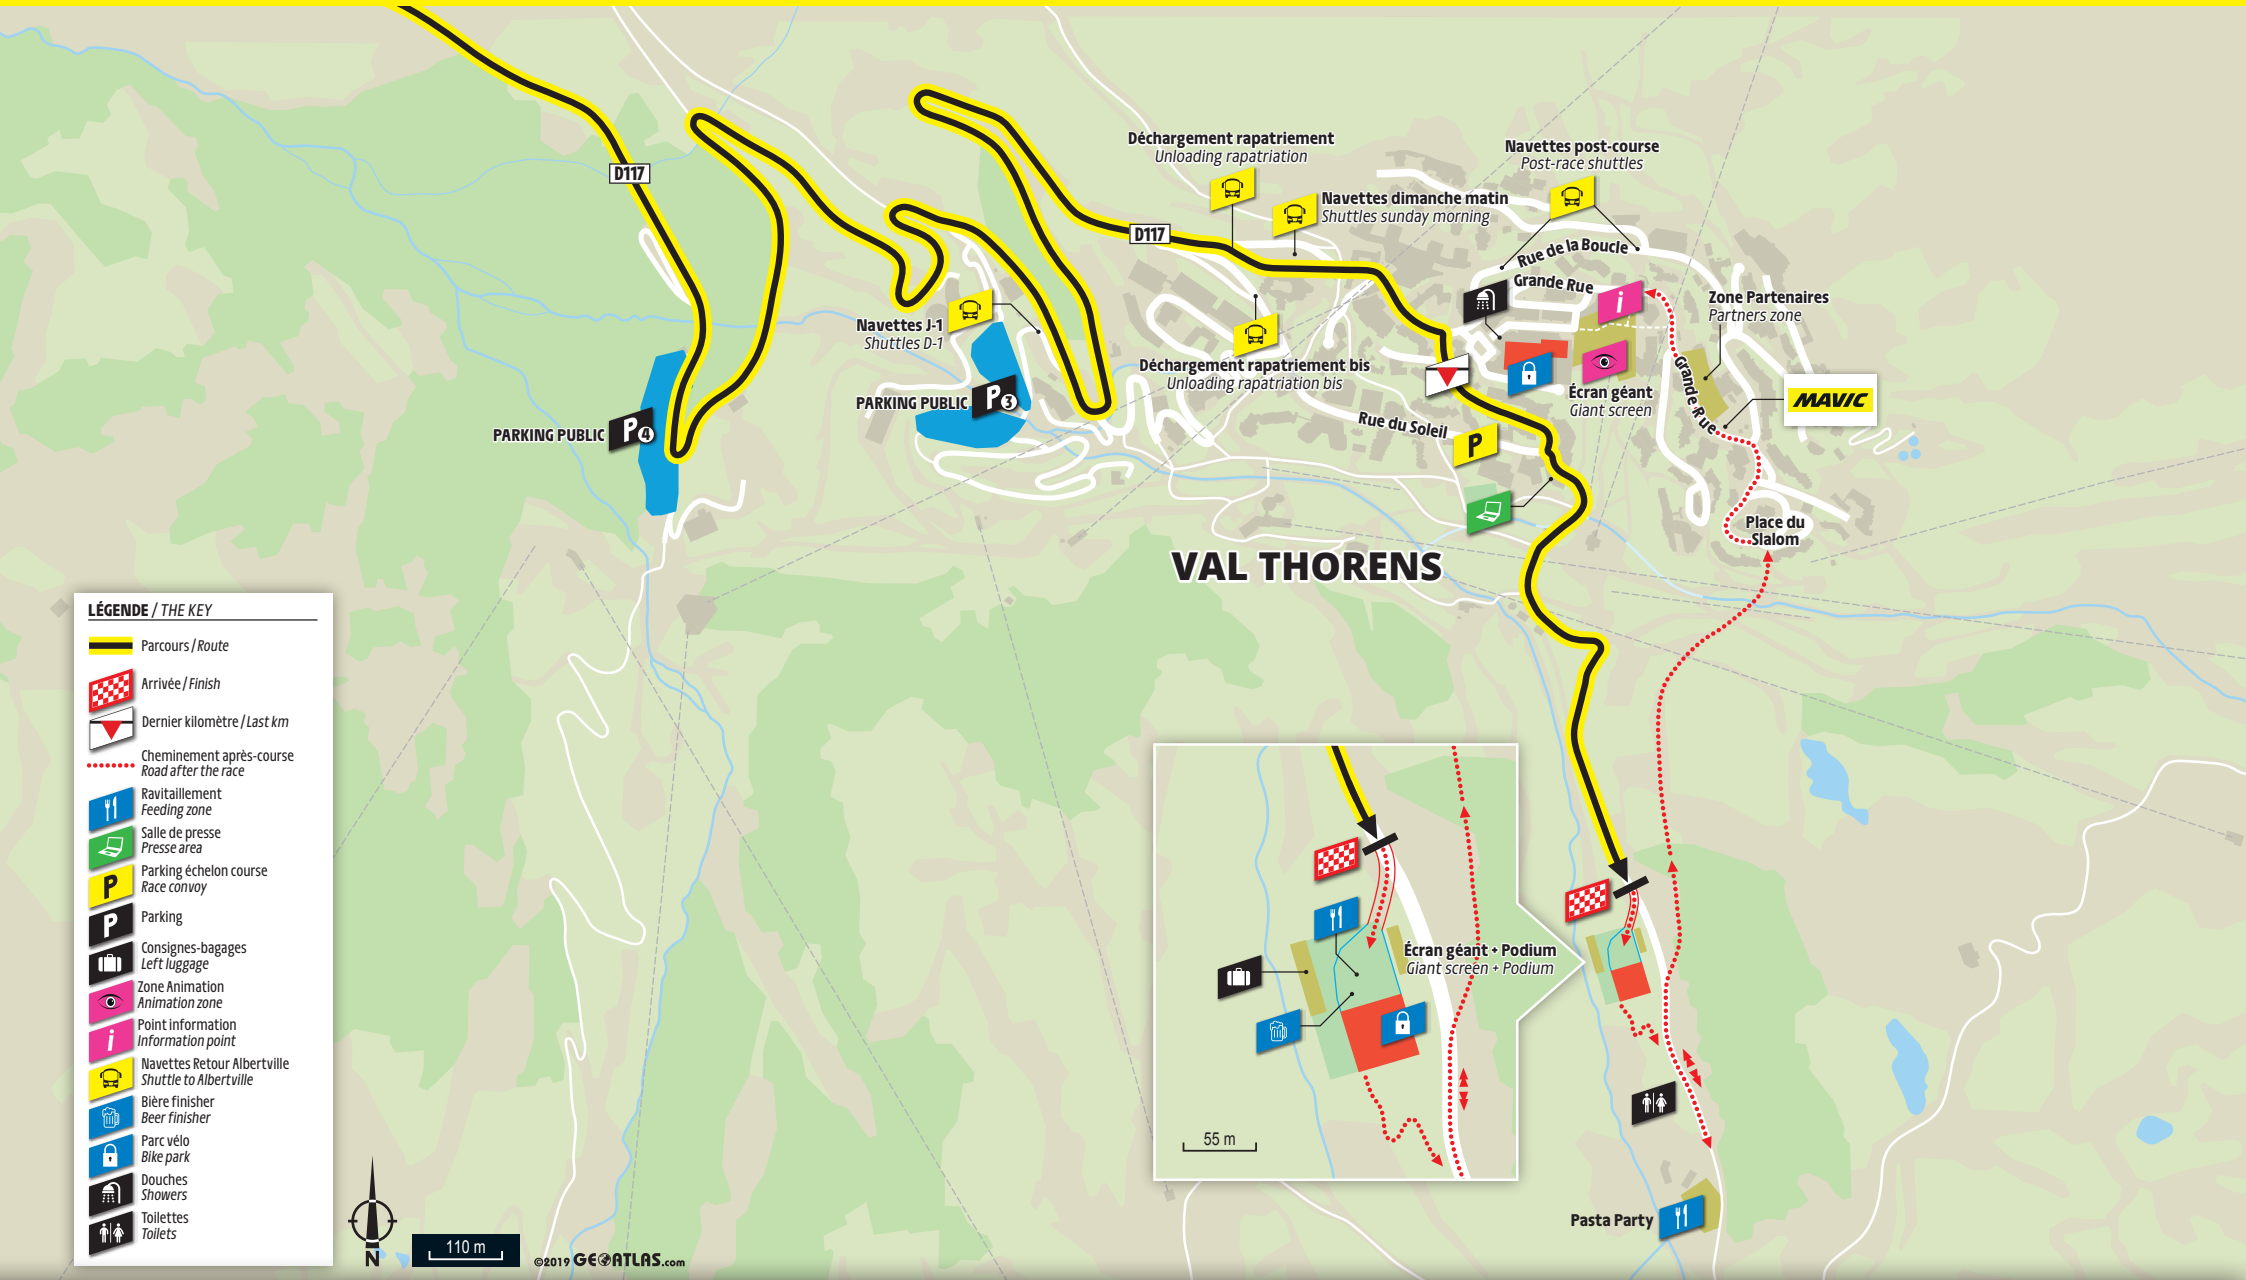 D117
D117
Déchargement rapatriement
Unloading rapatriation
Navettes dimanche matin
Shuttles sunday morning
Navettes post-course
Post-race shuttles
Rue de la Boucle
Grande Rue
i
Zone Partenaires
Partners zone
Navettes J-1
Shuttles D-1
Déchargement rapatriement bis
Unloading rapatriation bis
Écran géant
Giant screen
Grande Rue
MAVIC
PARKING PUBLIC
P3
PARKING PUBLIC
P4
Rue du Soleil
P
Place du
Slalom
VAL THORENS
LÉGENDE / THE KEY
Parcours / Route
Arrivée / Finish
Dernier kilomètre / Last km
Cheminement après-course
Road after the race
Ravitaillement
Feeding zone
Salle de presse
Presse area
P
Parking échelon course
Race convoy
P
Parking
Consignes-bagages
Left luggage
Zone Animation
Animation zone
i
Point information
Information point
Navettes Retour Albertville
Shuttle to Albertville
Bière finisher
Beer finisher
Parc vélo
Bike park
Douches
Showers
Toilettes
Toilets
Écran géant + Podium
Giant screen + Podium
55 m
Pasta Party
N
110 m
©2019 GEOATLAS.com